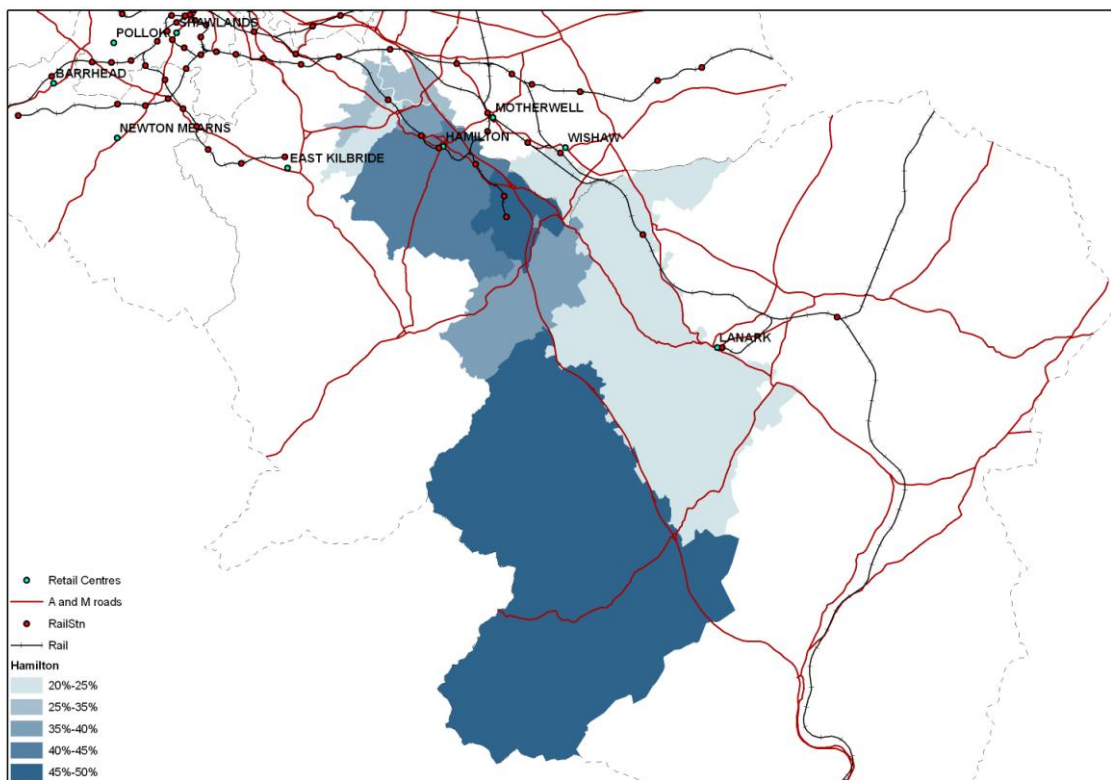 SHAWLANDS
POLLOK
BARRHEAD
MOTHERWELL
NEWTON MEARNS
HAMILTON
WISHAW
EAST KILBRIDE
LANARK
Retail Centres
A and M roads
RailStn
Rail
Hamilton
20%-25%
25%-35%
35%-40%
40%-45%
45%-50%